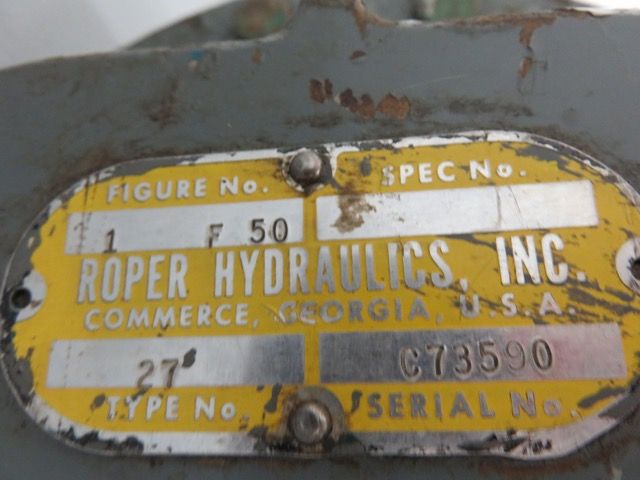 FIGURE No. SPEC No.
1 F 50
ROPER HYDRAULICS, INC.
COMMERCE, GEORGIA, U.S.A.
27 C73590
TYPE No. SERIAL No.